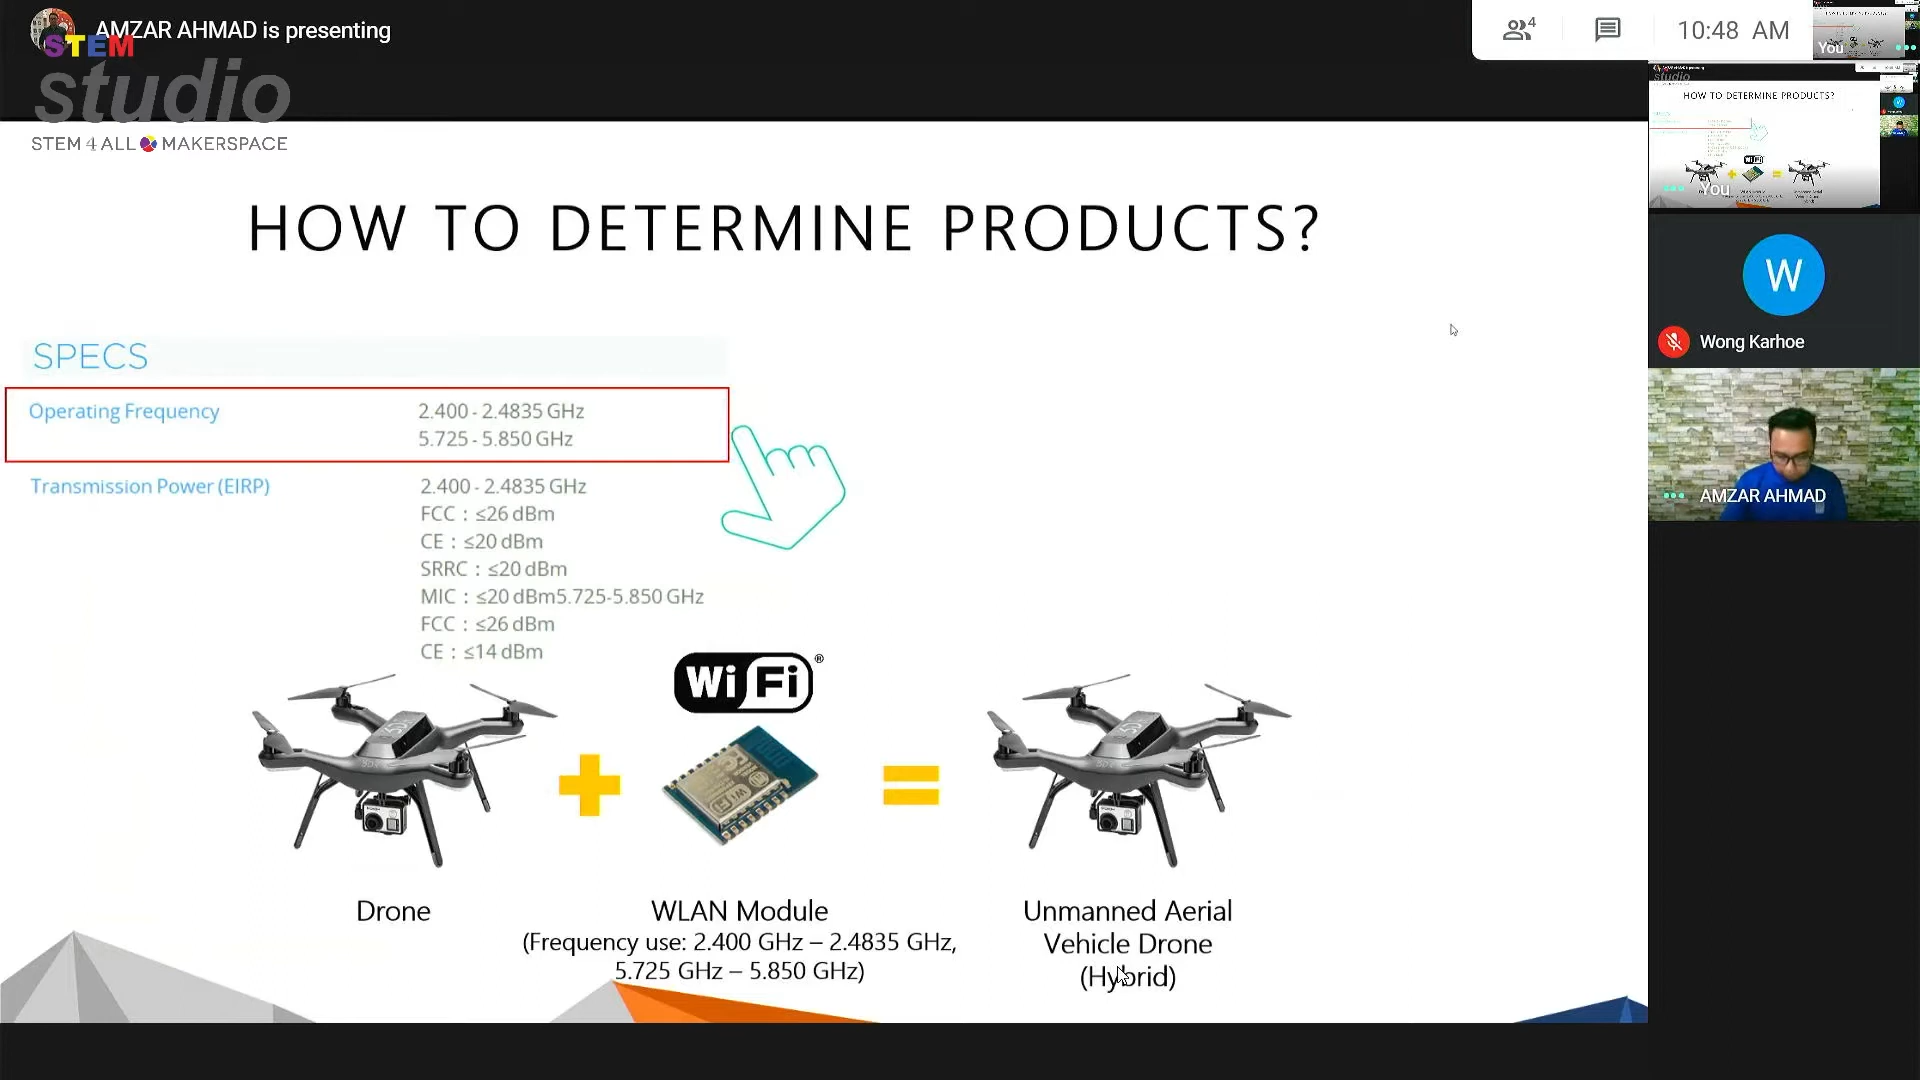 AMZAR AHMAD is presenting
4
10:48 AM
You
STEM
studio
STEM 4 ALL MAKERSPACE
HOW TO DETERMINE PRODUCTS?
HOW TO DETERMINE PRODUCTS?
You
W
Wong Karhoe
AMZAR AHMAD
SPECS
Operating Frequency
2.400 - 2.4835 GHz
5.725 - 5.850 GHz
Transmission Power (EIRP)
2.400 - 2.4835 GHz
FCC : ≤26 dBm
CE : ≤20 dBm
SRRC : ≤20 dBm
MIC : ≤20 dBm5.725-5.850 GHz
FCC : ≤26 dBm
CE : ≤14 dBm
WiFi®
Drone
WLAN Module
(Frequency use: 2.400 GHz – 2.4835 GHz,
5.725 GHz – 5.850 GHz)
Unmanned Aerial
Vehicle Drone
(Hybrid)